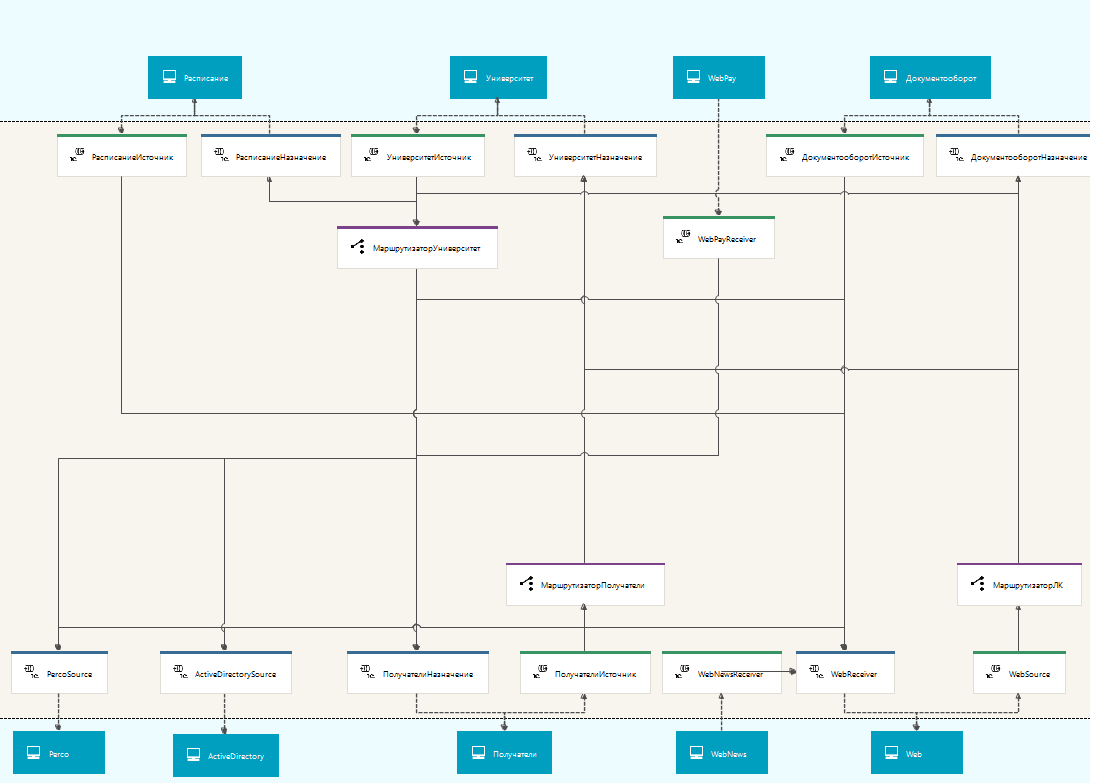 Расписание
Университет
WebPay
Документооборот
РасписаниеИсточник
РасписаниеНазначение
УниверситетИсточник
УниверситетНазначение
ДокументооборотИсточник
ДокументооборотНазначение
МаршрутизаторУниверситет
WebPayReceiver
МаршрутизаторПолучатели
МаршрутизаторЛК
PercoSource
ActiveDirectorySource
ПолучателиНазначение
ПолучателиИсточник
WebNewsReceiver
WebReceiver
WebSource
Perco
ActiveDirectory
Получатели
WebNews
Web